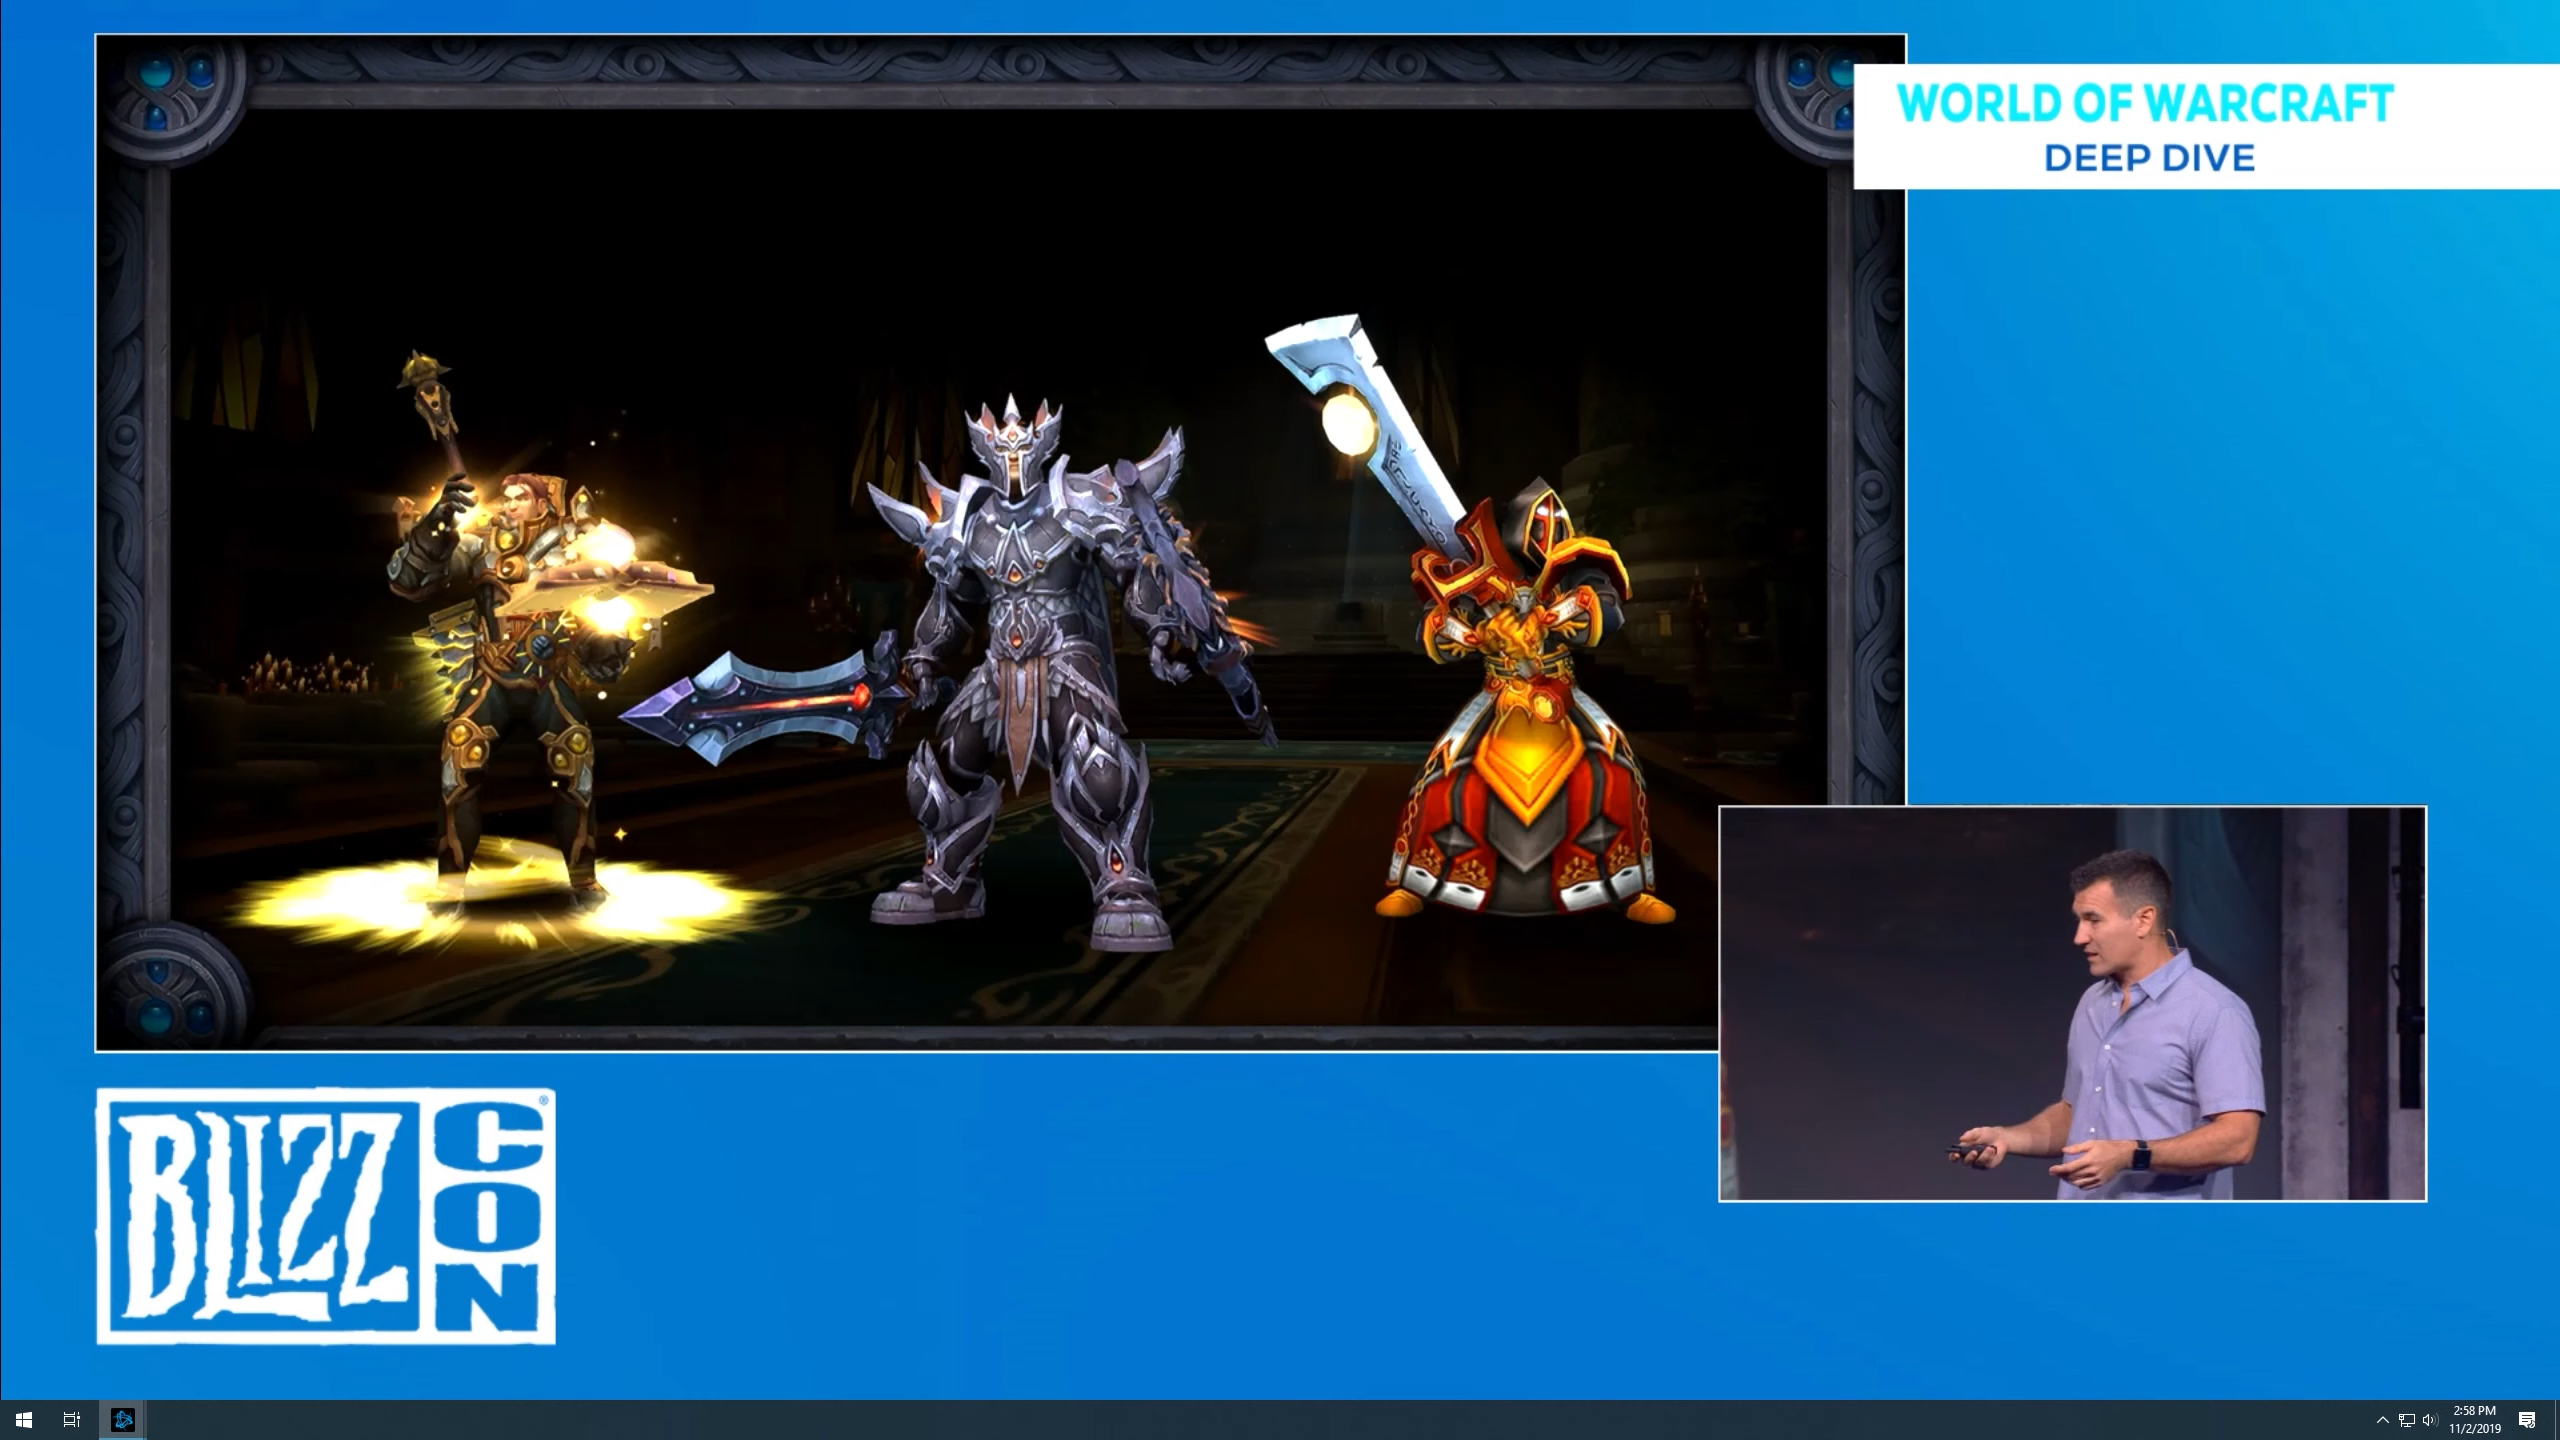 WORLD OF WARCRAFT
DEEP DIVE
BLIZZ
CON
®
2:58 PM
11/2/2019